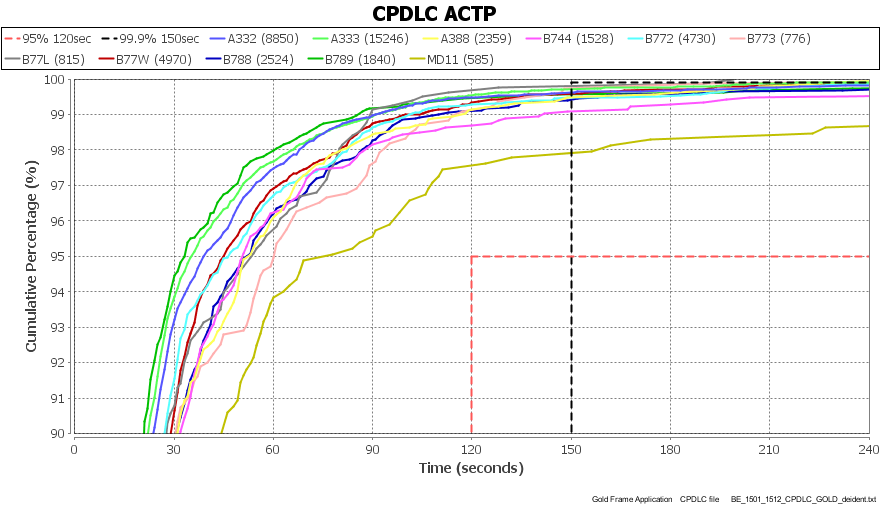 CPDLC ACTP
95% 120sec 99.9% 150sec A332 (8850) A333 (15246) A388 (2359) B744 (1528) B772 (4730) B773 (776)
B77L (815) B77W (4970) B788 (2524) B789 (1840) MD11 (585)
Cumulative Percentage (%)
100
99
98
97
96
95
94
93
92
91
90
0 30 60 90 120 150 180 210 240
Time (seconds)
Gold Frame Application CPDLC file BE_1501_1512_CPDLC_GOLD_deident.txt